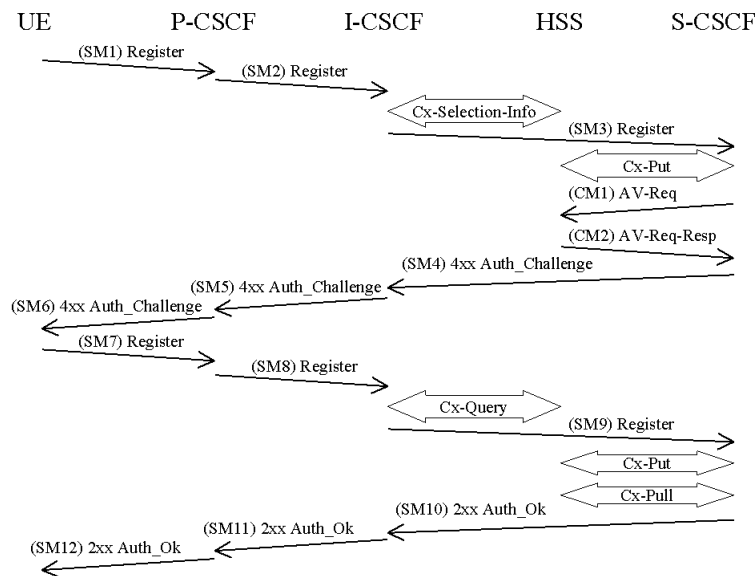 UE P-CSCF I-CSCF HSS S-CSCF
(SM1) Register
(SM2) Register
Cx-Selection-Info
(SM3) Register
Cx-Put
(CM1) AV-Req
(CM2) AV-Req-Resp
(SM4) 4xx Auth_Challenge
(SM5) 4xx Auth_Challenge
(SM6) 4xx Auth_Challenge
(SM7) Register
(SM8) Register
Cx-Query
(SM9) Register
Cx-Put
Cx-Pull
(SM10) 2xx Auth_Ok
(SM11) 2xx Auth_Ok
(SM12) 2xx Auth_Ok